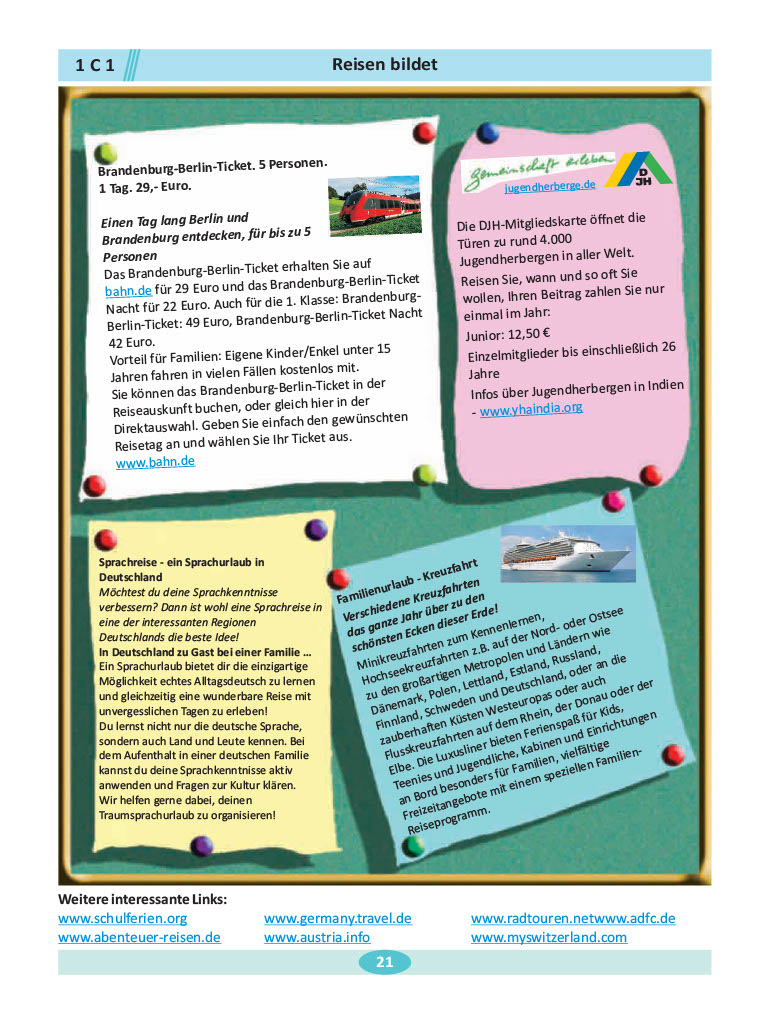 1 C 1
Reisen bildet
Brandenburg-Berlin-Ticket. 5 Personen.
1 Tag. 29,- Euro.
Einen Tag lang Berlin und
Brandenburg entdecken, für bis zu 5
Personen
Das Brandenburg-Berlin-Ticket erhalten Sie auf
bahn.de für 29 Euro und das Brandenburg-Berlin-Ticket
Nacht für 22 Euro. Auch für die 1. Klasse: Brandenburg-
Berlin-Ticket: 49 Euro, Brandenburg-Berlin-Ticket Nacht
42 Euro.
Vorteil für Familien: Eigene Kinder/Enkel unter 15
Jahren fahren in vielen Fällen kostenlos mit.
Sie können das Brandenburg-Berlin-Ticket in der
Reiseauskunft buchen, oder gleich hier in der
Direktauswahl. Geben Sie einfach den gewünschten
Reisetag an und wählen Sie Ihr Ticket aus.
www.bahn.de
gemeinschaft erleben
D
JH
jugendherberge.de
Die DJH-Mitgliedskarte öffnet die
Türen zu rund 4.000
Jugendherbergen in aller Welt.
Reisen Sie, wann und so oft Sie
wollen, Ihren Beitrag zahlen Sie nur
einmal im Jahr:
Junior: 12,50 €
Einzelmitglieder bis einschließlich 26
Jahre
Infos über Jugendherbergen in Indien
- www.yhaindia.org
Sprachreise - ein Sprachurlaub in
Deutschland
Möchtest du deine Sprachkenntnisse
verbessern? Dann ist wohl eine Sprachreise in
eine der interessanten Regionen
Deutschlands die beste Idee!
In Deutschland zu Gast bei einer Familie ...
Ein Sprachurlaub bietet dir die einzigartige
Möglichkeit echtes Alltagsdeutsch zu lernen
und gleichzeitig eine wunderbare Reise mit
unvergesslichen Tagen zu erleben!
Du lernst nicht nur die deutsche Sprache,
sondern auch Land und Leute kennen. Bei
dem Aufenthalt in einer deutschen Familie
kannst du deine Sprachkenntnisse aktiv
anwenden und Fragen zur Kultur klären.
Wir helfen gerne dabei, deinen
Traumsprachurlaub zu organisieren!
Familienurlaub - Kreuzfahrt
Verschiedene Kreuzfahrten
das ganze Jahr über zu den
schönsten Ecken dieser Erde!
Minikreuzfahrten zum Kennenlernen,
Hochseekreuzfahrten z.B. auf der Nord- oder Ostsee
zu den großartigen Metropolen und Ländern wie
Dänemark, Polen, Lettland, Estland, Russland,
Finnland, Schweden und Deutschland, oder an die
zauberhaften Küsten Westeuropas oder auch
Flusskreuzfahrten auf dem Rhein, der Donau oder der
Elbe. Die Luxusliner bieten Ferienspaß für Kids,
Teenies und Jugendliche, Kabinen und Einrichtungen
an Bord besonders für Familien, vielfältige
Freizeitangebote mit einem speziellen Familien-
Reiseprogramm.
Weitere interessante Links:
www.schulferien.org www.germany.travel.de www.radtouren.netwww.adfc.de
www.abenteuer-reisen.de www.austria.info www.myswitzerland.com
21